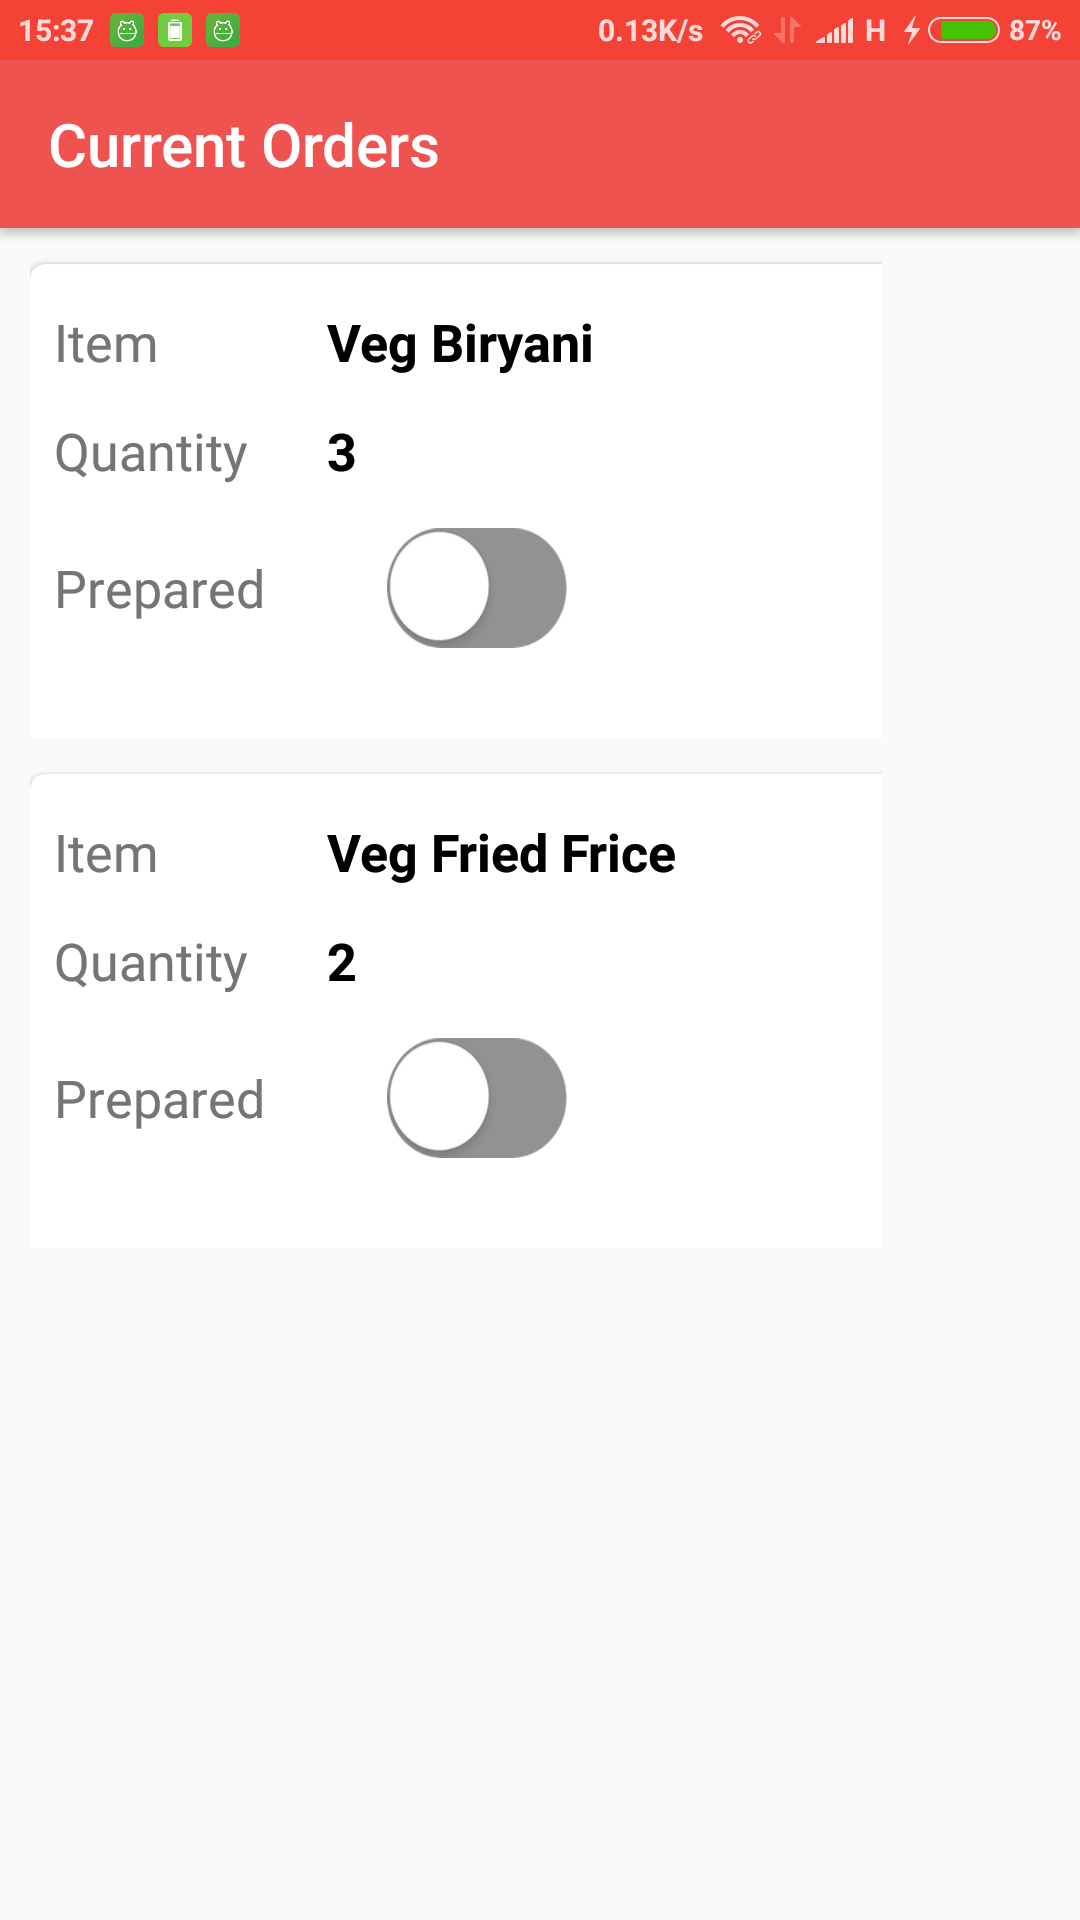 15:37 0.13K/s H 87%
Current Orders
Item Veg Biryani
Quantity 3
Prepared
Item Veg Fried Frice
Quantity 2
Prepared